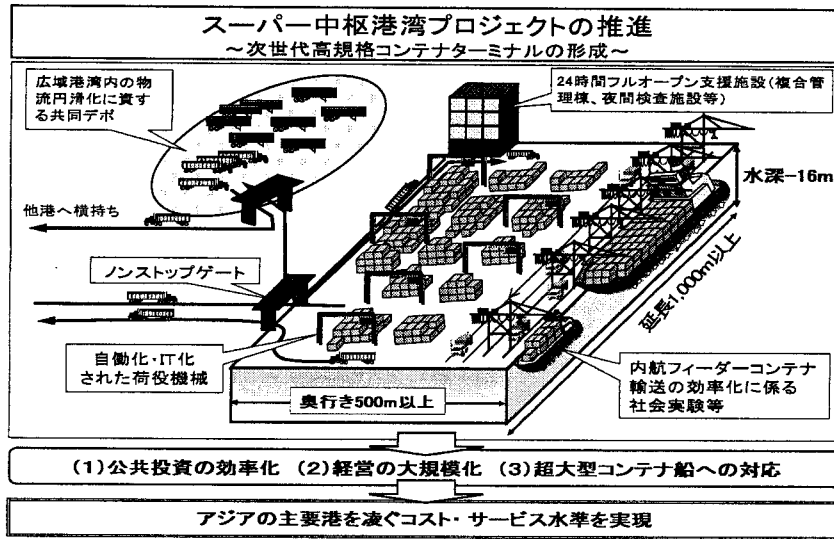 スーパー中枢港湾プロジェクトの推進
～次世代高規格コンテナターミナルの形成～
広域港湾内の物
流円滑化に資す
る共同デポ
24時間フルオープン支援施設(複合管
理棟、夜間検査施設等)
水深-16m
他港へ横持ち
ノンストップゲート
延長1,000m以上
自働化・IT化
された荷役機械
内航フィーダーコンテナ
輸送の効率化に係る
社会実験等
奥行き500m以上
(1)公共投資の効率化 (2)経営の大規模化 (3)超大型コンテナ船への対応
アジアの主要港を凌ぐコスト・サービス水準を実現